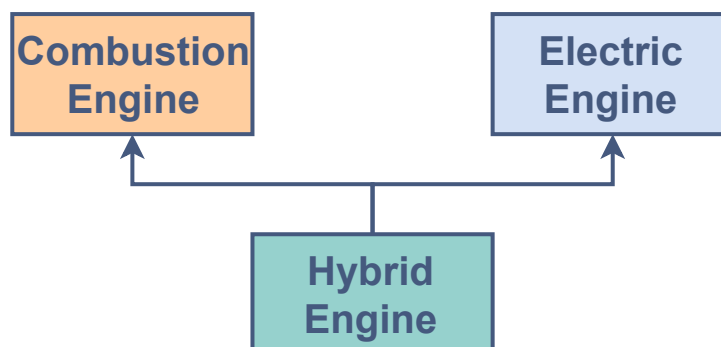 Combustion
Engine
Electric
Engine
Hybrid
Engine